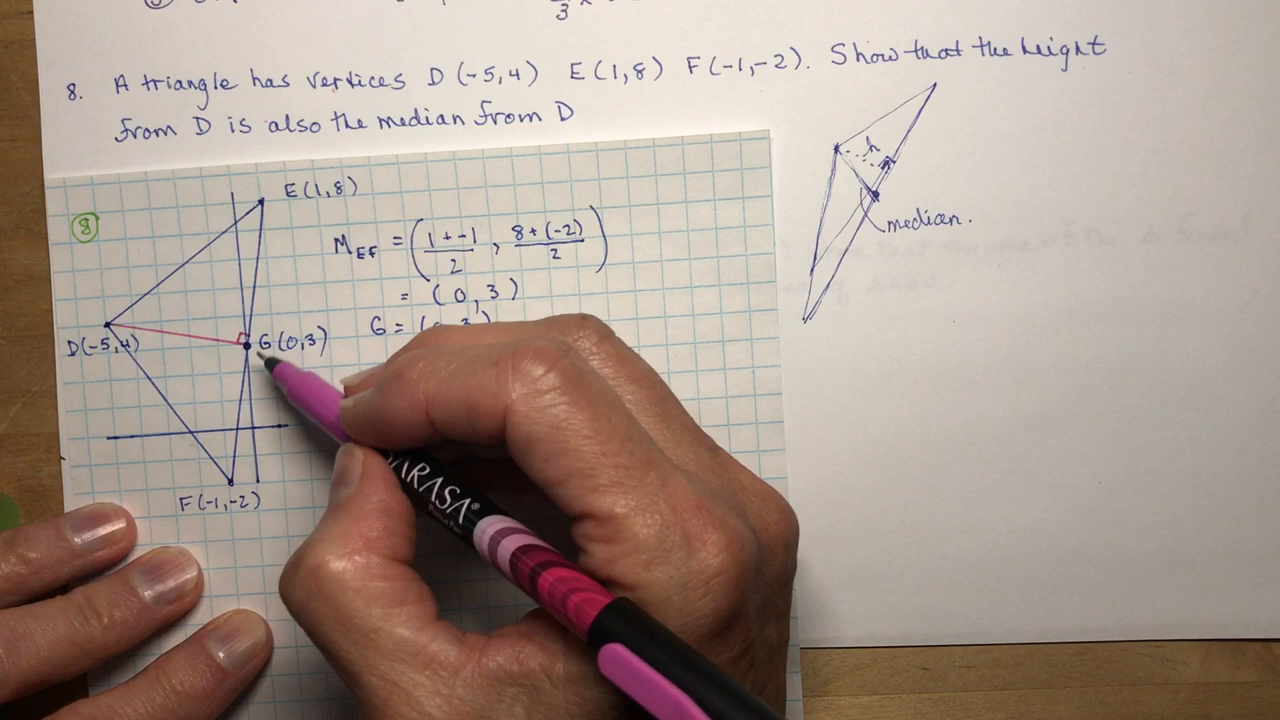 8. A triangle has vertices D(-5,4) E(1,8) F(-1,-2). Show that the height
from D is also the median from D
h
median.
8
E(1,8)
M_EF = (1+-1/2, 8+(-2)/2)
= (0,3)
D(-5,4)
G(0,3)
G =
F(-1,-2)
SARASA®